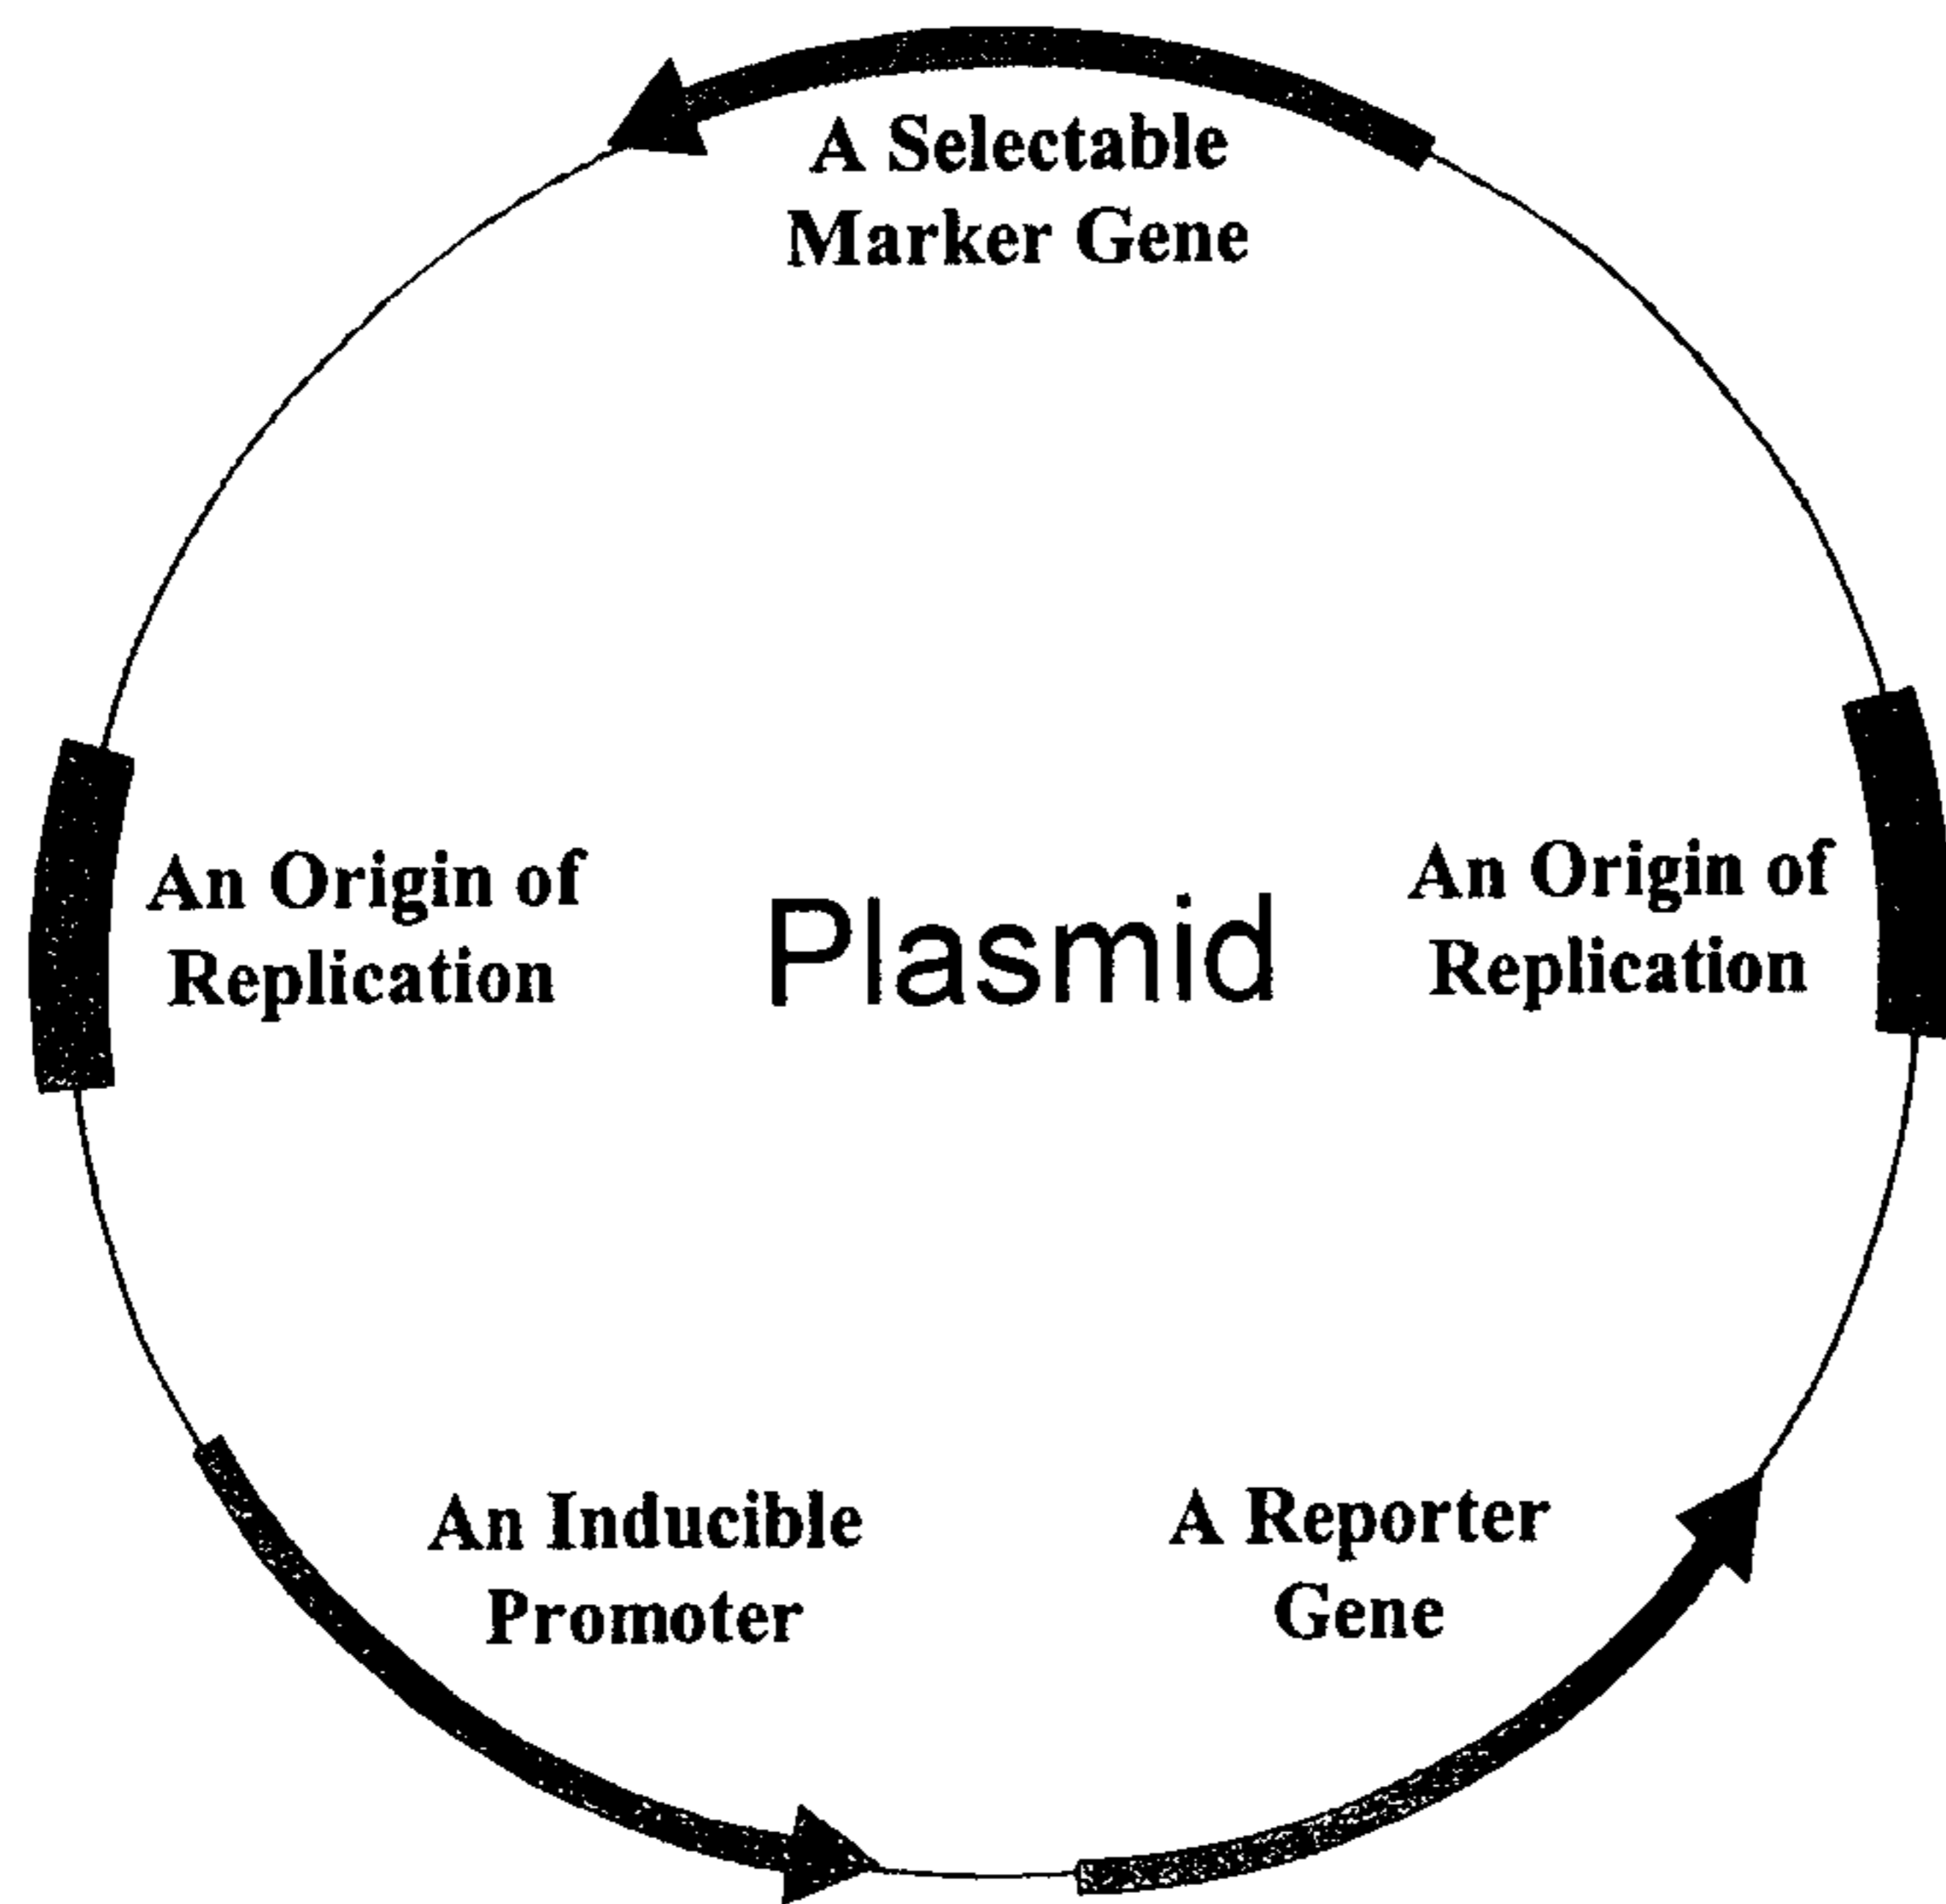 A Selectable
Marker Gene
An Origin of
Replication
Plasmid
An Origin of
Replication
An Inducible
Promoter
A Reporter
Gene